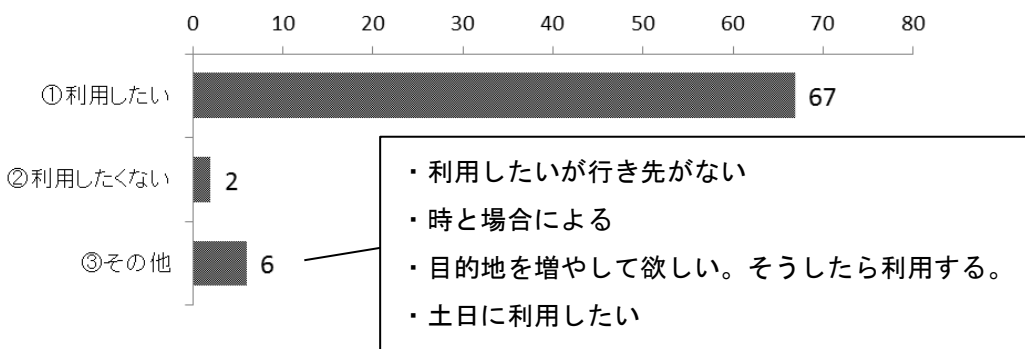 0 10 20 30 40 50 60 70 80
①利用したい 67
②利用したくない 2
③その他 6
・利用したいが行き先がない
・時と場合による
・目的地を増やして欲しい。そうしたら利用する。
・土日に利用したい